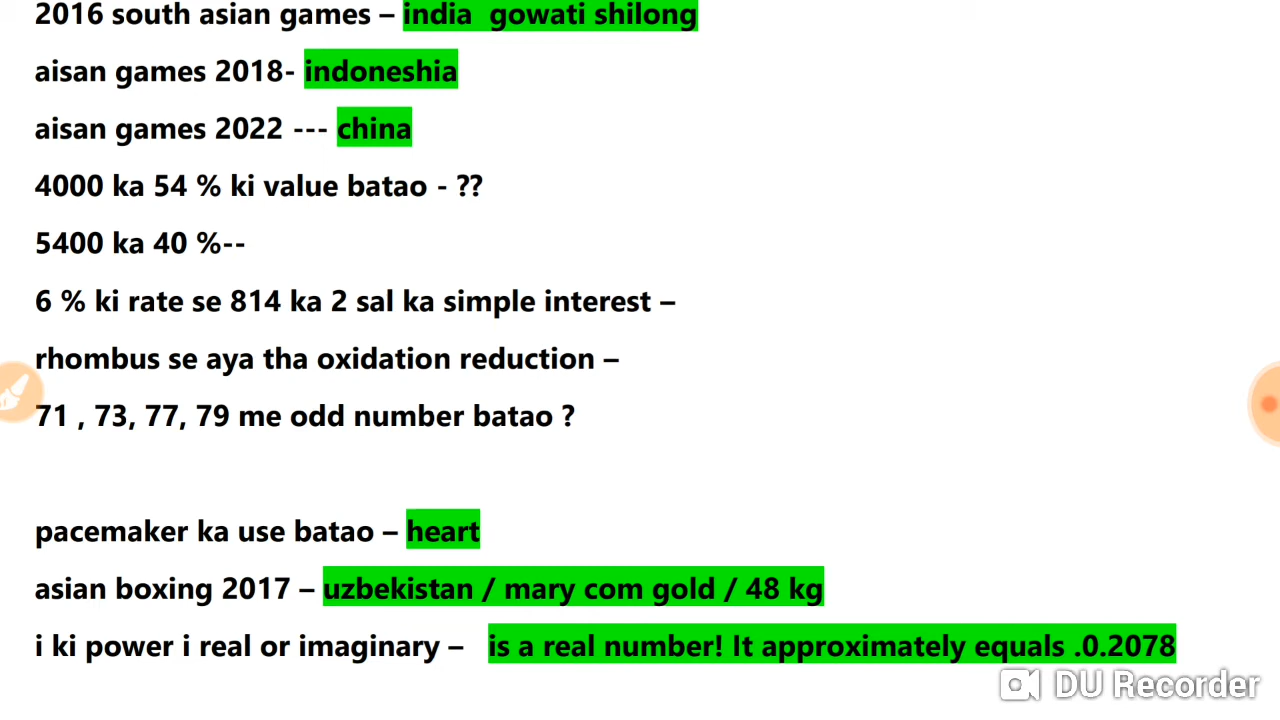 2016 south asian games – india gowati shilong
aisan games 2018- indoneshia
aisan games 2022 --- china
4000 ka 54 % ki value batao - ??
5400 ka 40 %--
6 % ki rate se 814 ka 2 sal ka simple interest –
rhombus se aya tha oxidation reduction –
71 , 73, 77, 79 me odd number batao ?
pacemaker ka use batao – heart
asian boxing 2017 – uzbekistan / mary com gold / 48 kg
i ki power i real or imaginary – is a real number! It approximately equals .0.2078
DU Recorder